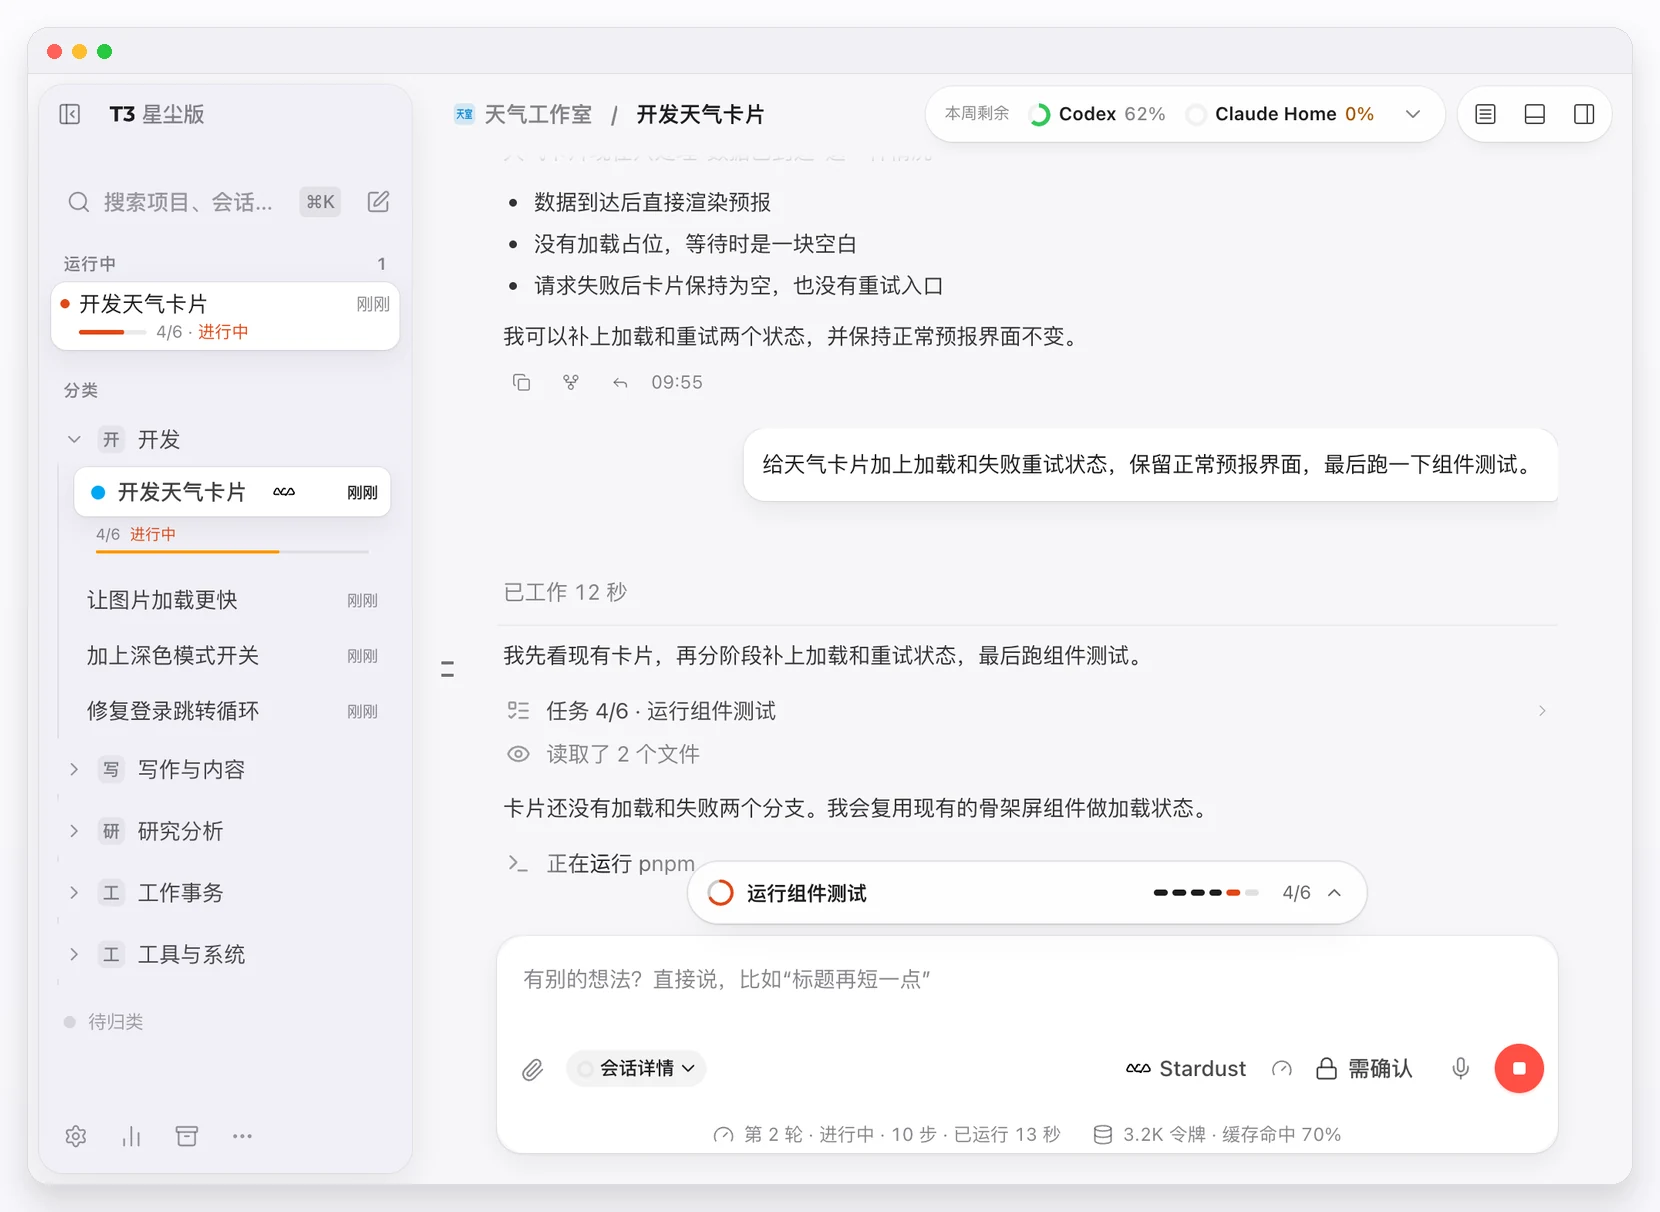 T3 星尘版
搜索项目、会话... ⌘K
运行中 1
开发天气卡片 刚刚
4/6 · 进行中
分类
开 开发
开发天气卡片 刚刚
4/6 进行中
让图片加载更快 刚刚
加上深色模式开关 刚刚
修复登录跳转循环 刚刚
写 写作与内容
研 研究分析
工 工作事务
工 工具与系统
待归类
天室 天气工作室 / 开发天气卡片
本周剩余 Codex 62% Claude Home 0%
• 数据到达后直接渲染预报
• 没有加载占位，等待时是一块空白
• 请求失败后卡片保持为空，也没有重试入口
我可以补上加载和重试两个状态，并保持正常预报界面不变。
09:55
给天气卡片加上加载和失败重试状态，保留正常预报界面，最后跑一下组件测试。
已工作 12 秒
我先看现有卡片，再分阶段补上加载和重试状态，最后跑组件测试。
任务 4/6 · 运行组件测试
读取了 2 个文件
卡片还没有加载和失败两个分支。我会复用现有的骨架屏组件做加载状态。
正在运行 pnpm
运行组件测试 4/6
有别的想法？直接说，比如“标题再短一点”
会话详情 Stardust 需确认
第 2 轮 · 进行中 · 10 步 · 已运行 13 秒 3.2K 令牌 · 缓存命中 70%